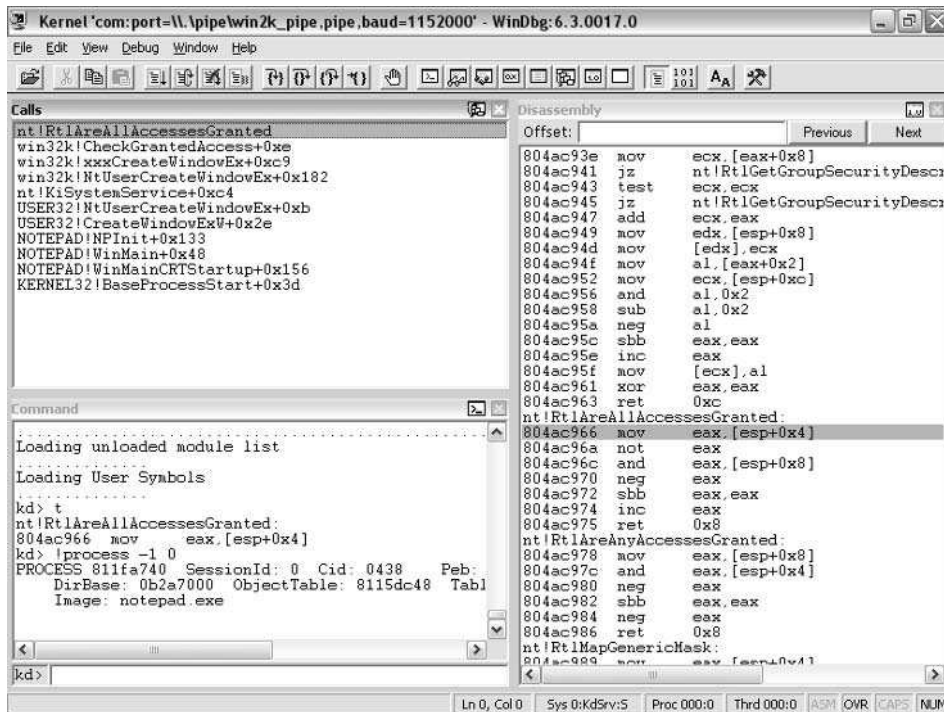 Kernel 'com:port=\\.\pipe\win2k_pipe,pipe,baud=1152000' - WinDbg:6.3.0017.0
File Edit View Debug Window Help
Calls
nt!RtlAreAllAccessesGranted
win32k!CheckGrantedAccess+0xe
win32k!xxxCreateWindowEx+0xc9
win32k!NtUserCreateWindowEx+0x182
nt!KiSystemService+0xc4
USER32!NtUserCreateWindowEx+0xb
USER32!CreateWindowExW+0x2e
NOTEPAD!NPInit+0x133
NOTEPAD!WinMain+0x48
NOTEPAD!WinMainCRTStartup+0x156
KERNEL32!BaseProcessStart+0x3d
Command
Loading unloaded module list
..............
Loading User Symbols
..............
kd> t
nt!RtlAreAllAccessesGranted:
804ac966 mov eax,[esp+0x4]
kd> !process -1 0
PROCESS 811fa740 SessionId: 0 Cid: 0438 Peb:
DirBase: 0b2a7000 ObjectTable: 8115dc48 Tabl
Image: notepad.exe
kd>
Disassembly
Offset: Previous Next
804ac93e mov ecx,[eax+0x8]
804ac941 jz nt!RtlGetGroupSecurityDescr
804ac943 test ecx,ecx
804ac945 jz nt!RtlGetGroupSecurityDescr
804ac947 add ecx,eax
804ac949 mov edx,[esp+0x8]
804ac94d mov [edx],ecx
804ac94f mov al,[eax+0x2]
804ac952 mov ecx,[esp+0xc]
804ac956 and al,0x2
804ac958 sub al,0x2
804ac95a neg al
804ac95c sbb eax,eax
804ac95e inc eax
804ac95f mov [ecx],al
804ac961 xor eax,eax
804ac963 ret 0xc
nt!RtlAreAllAccessesGranted:
804ac966 mov eax,[esp+0x4]
804ac96a not eax
804ac96c and eax,[esp+0x8]
804ac970 neg eax
804ac972 sbb eax,eax
804ac974 inc eax
804ac975 ret 0x8
nt!RtlAreAnyAccessesGranted:
804ac978 mov eax,[esp+0x8]
804ac97c and eax,[esp+0x4]
804ac980 neg eax
804ac982 sbb eax,eax
804ac984 neg eax
804ac986 ret 0x8
nt!RtlMapGenericMask:
804ac989 mov eax,[esp+0x4]
Ln 0, Col 0 Sys 0:KdSrv:S Proc 000:0 Thrd 000:0 ASM OVR CAPS NUM